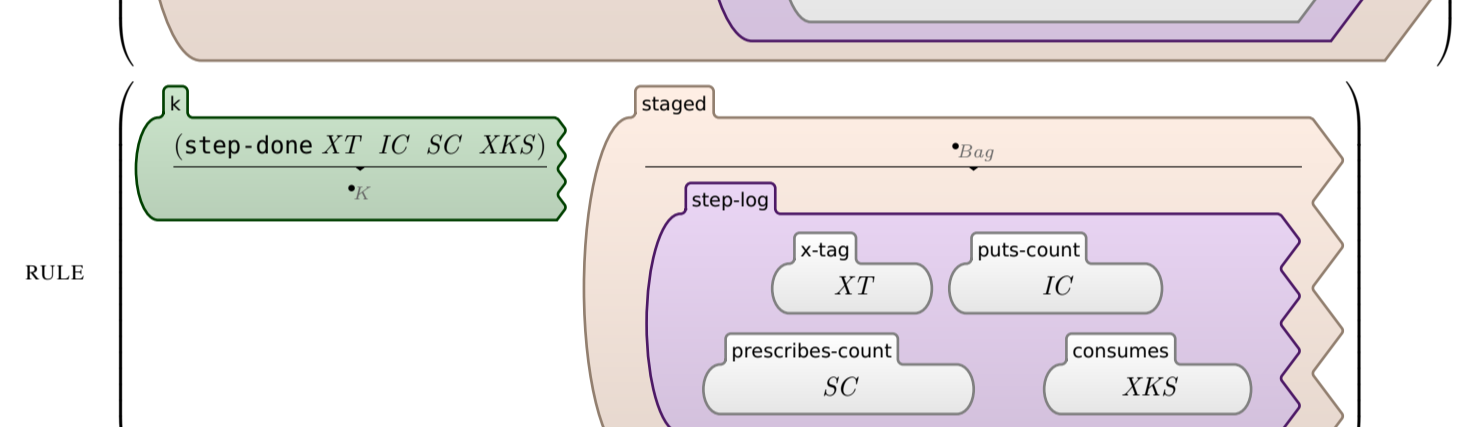 k
staged
(step-done XT IC SC XKS)
•Bag
•K
step-log
x-tag
puts-count
XT
IC
RULE
prescribes-count
consumes
SC
XKS